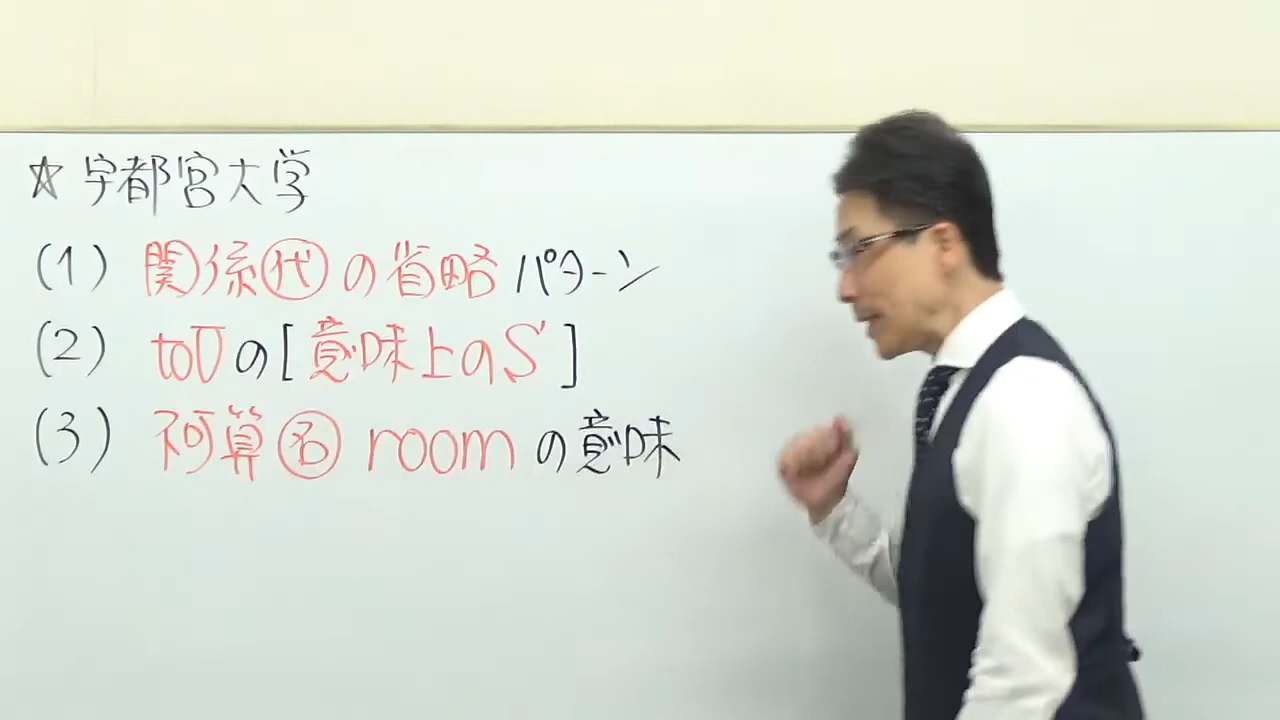 ☆宇都宮大学
(1) 関係代の省略パターン
(2) toVの[意味上のS']
(3) 不可算名 roomの意味